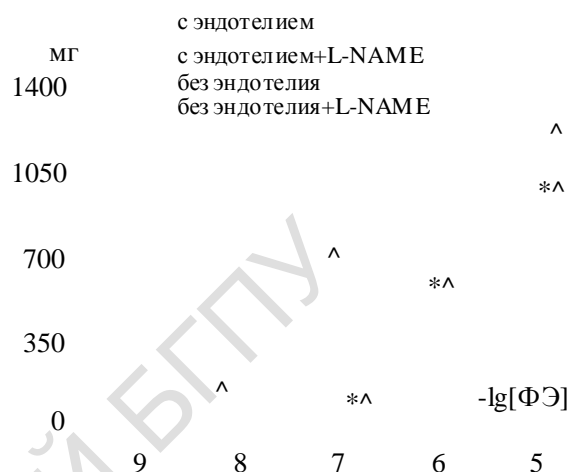 с эндотелием
мг
с эндотелием+L-NAME
1400
без эндотелия
без эндотелия+L-NAME
^
1050
*^
700
^
*^
350
^
*^
-lg[ФЭ]
0
9 8 7 6 5
Й БГПУ